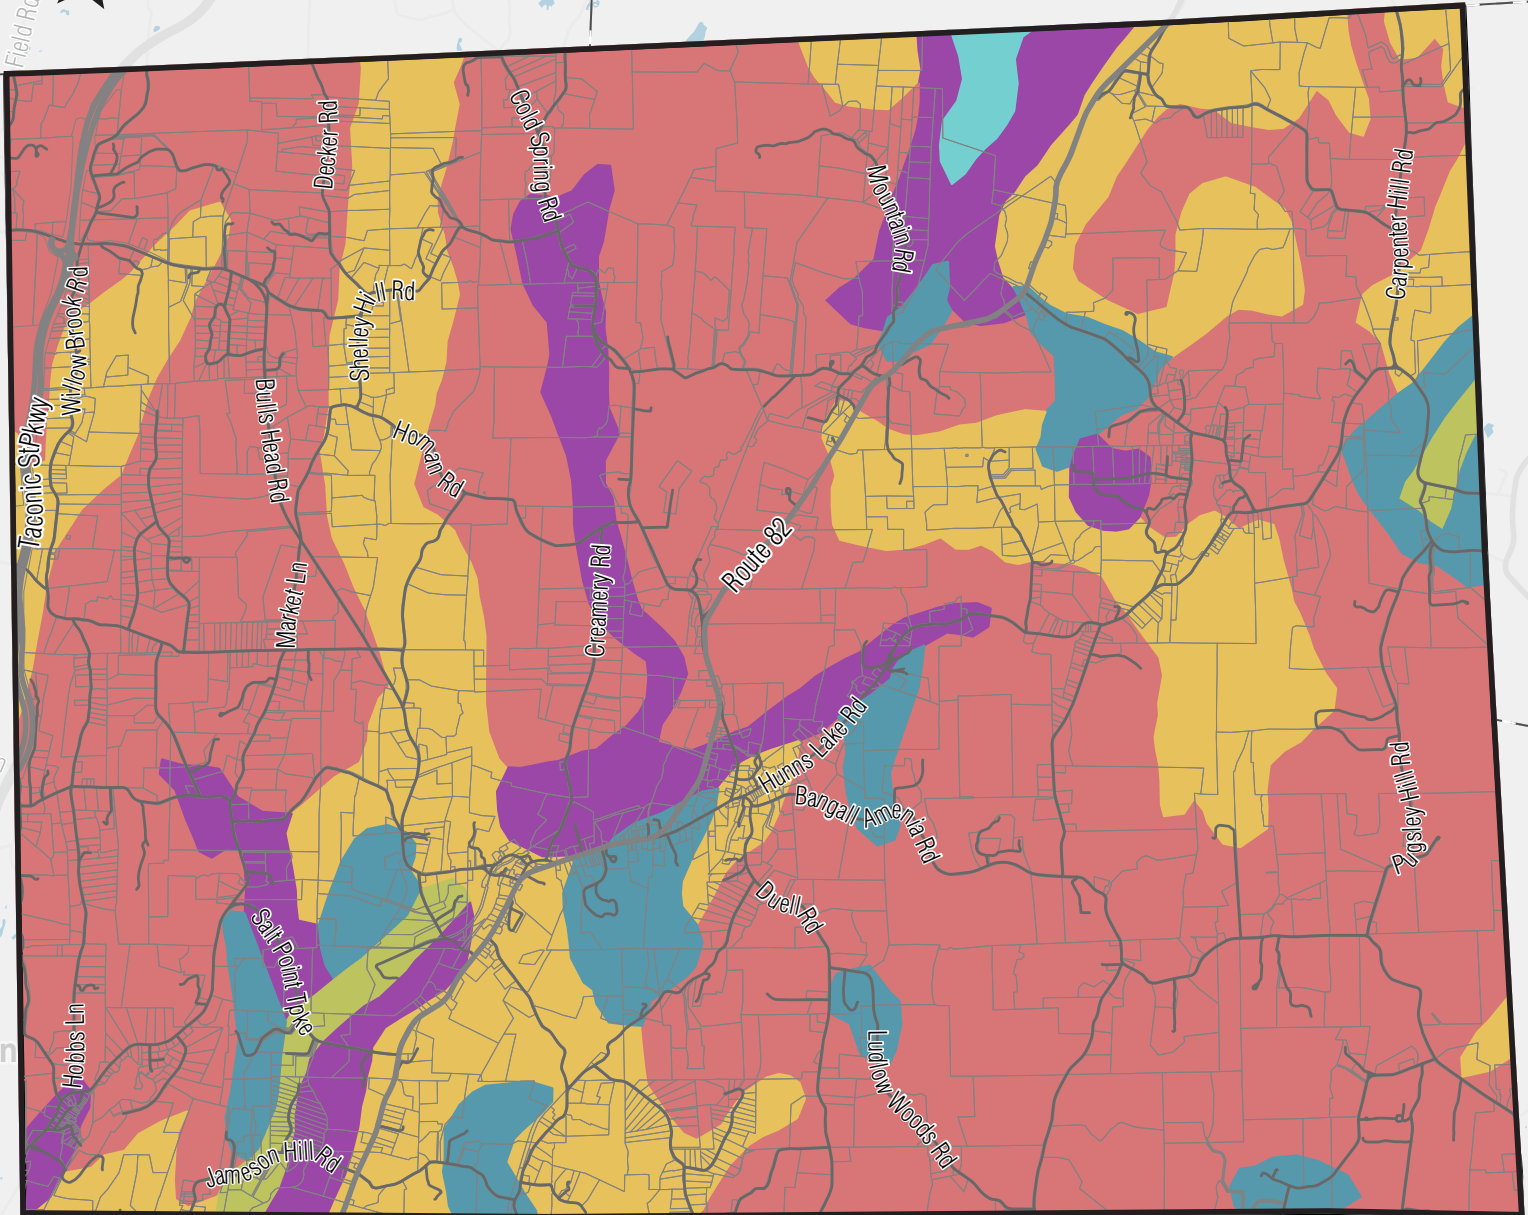 Field Rd
Decker Rd
Cold Spring Rd
Mountain Rd
Carpenter Hill Rd
Willow Brook Rd
Shelley Hill Rd
Taconic St Pkwy
Bulls Head Rd
Homan Rd
Route 82
Creamery Rd
Market Ln
Hunns Lake Rd
Bangall Amenia Rd
Pugsley Hill Rd
Duell Rd
Salt Point Tpke
Hobbs Ln
n
Ludlow Woods Rd
Jameson Hill Rd